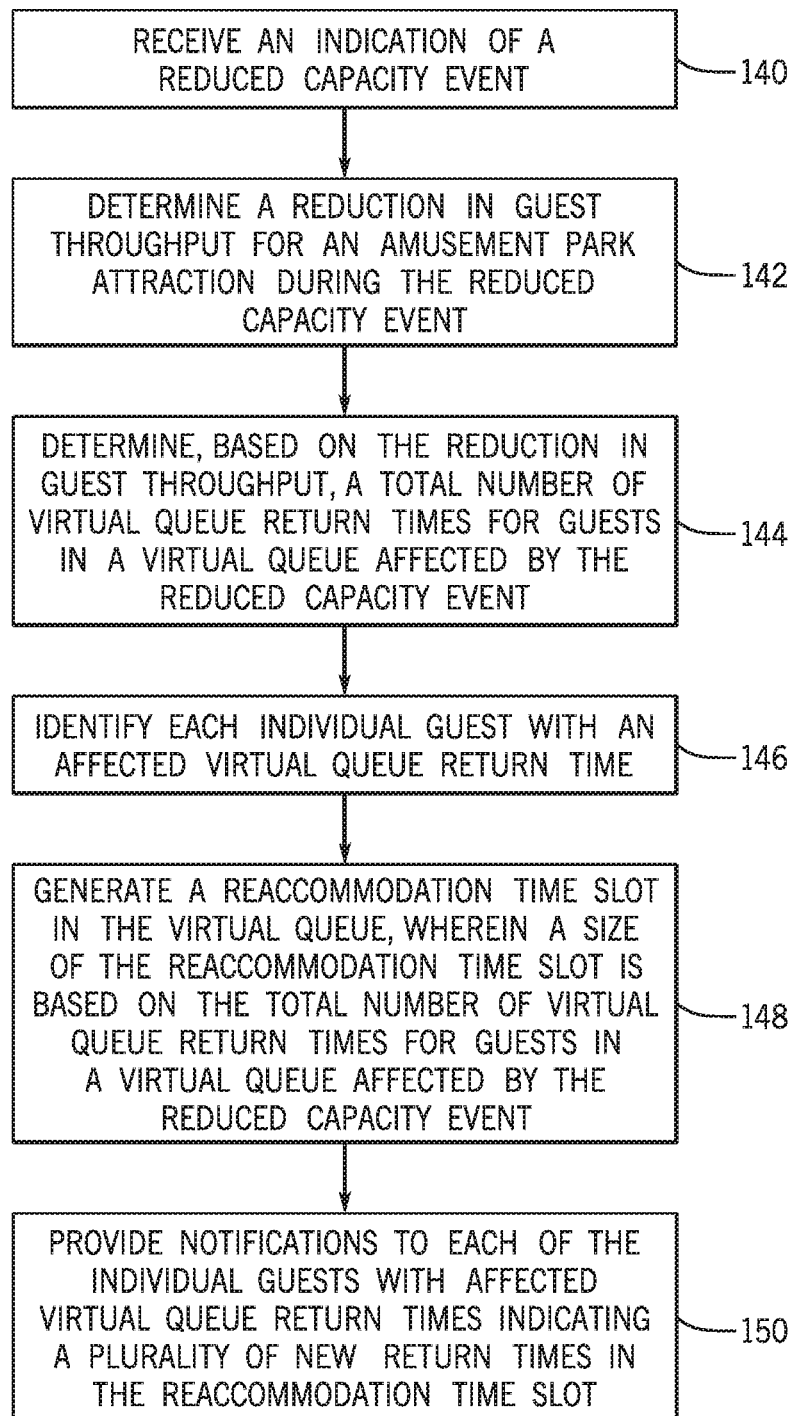 RECEIVE AN INDICATION OF A
REDUCED CAPACITY EVENT
140
DETERMINE A REDUCTION IN GUEST
THROUGHPUT FOR AN AMUSEMENT PARK
ATTRACTION DURING THE REDUCED
CAPACITY EVENT
142
DETERMINE, BASED ON THE REDUCTION IN
GUEST THROUGHPUT, A TOTAL NUMBER OF
VIRTUAL QUEUE RETURN TIMES FOR GUESTS
IN A VIRTUAL QUEUE AFFECTED BY THE
REDUCED CAPACITY EVENT
144
IDENTIFY EACH INDIVIDUAL GUEST WITH AN
AFFECTED VIRTUAL QUEUE RETURN TIME
146
GENERATE A REACCOMMODATION TIME SLOT
IN THE VIRTUAL QUEUE, WHEREIN A SIZE
OF THE REACCOMMODATION TIME SLOT IS
BASED ON THE TOTAL NUMBER OF VIRTUAL
QUEUE RETURN TIMES FOR GUESTS IN
A VIRTUAL QUEUE AFFECTED BY THE
REDUCED CAPACITY EVENT
148
PROVIDE NOTIFICATIONS TO EACH OF THE
INDIVIDUAL GUESTS WITH AFFECTED
VIRTUAL QUEUE RETURN TIMES INDICATING
A PLURALITY OF NEW RETURN TIMES IN
THE REACCOMMODATION TIME SLOT
150